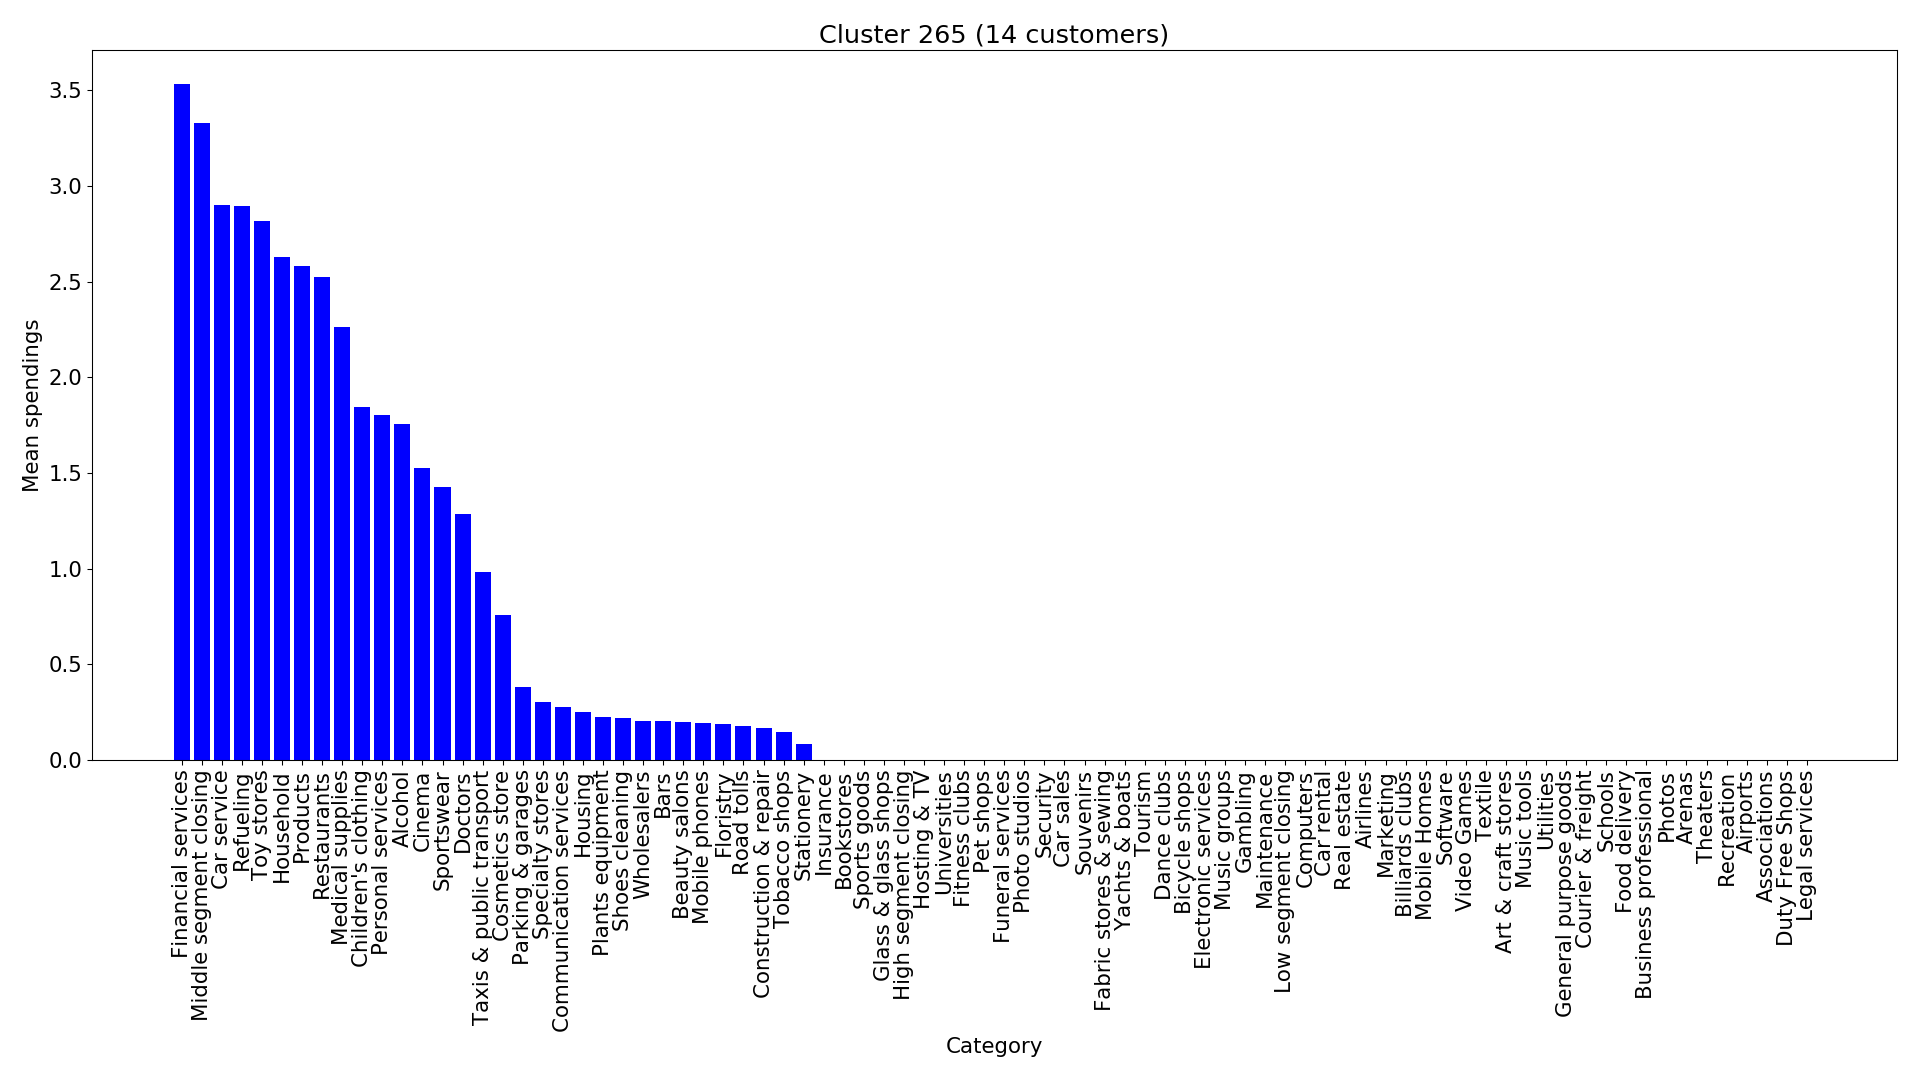 Cluster 265 (14 customers)
Mean spendings
3.5
3.0
2.5
2.0
1.5
1.0
0.5
0.0
Financial services
Middle segment closing
Car service
Refueling
Toy stores
Household
Products
Restaurants
Medical supplies
Children's clothing
Personal services
Alcohol
Cinema
Sportswear
Doctors
Taxis & public transport
Cosmetics store
Parking & garages
Specialty stores
Communication services
Housing
Plants equipment
Shoes cleaning
Wholesalers
Bars
Beauty salons
Mobile phones
Floristry
Road tolls
Construction & repair
Tobacco shops
Stationery
Insurance
Bookstores
Sports goods
Glass & glass shops
High segment closing
Hosting & TV
Universities
Fitness clubs
Pet shops
Funeral services
Photo studios
Security
Car sales
Souvenirs
Fabric stores & sewing
Yachts & boats
Tourism
Dance clubs
Bicycle shops
Electronic services
Music groups
Gambling
Maintenance
Low segment closing
Computers
Car rental
Real estate
Airlines
Marketing
Billiards clubs
Mobile Homes
Software
Video Games
Textile
Art & craft stores
Music tools
Utilities
General purpose goods
Courier & freight
Schools
Food delivery
Business professional
Photos
Arenas
Theaters
Recreation
Airports
Associations
Duty Free Shops
Legal services
Category